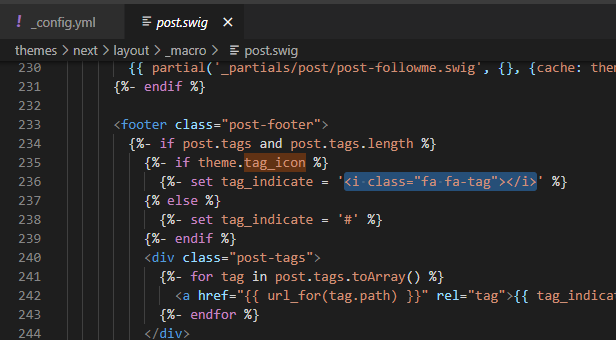 ! _config.yml post.swig ×
themes > next > layout > _macro > post.swig
230 {{ partial('_partials/post/post-followme.swig', {}, {cache: them
231 {%- endif %}
232
233 <footer class="post-footer">
234 {%- if post.tags and post.tags.length %}
235 {%- if theme.tag_icon %}
236 {%- set tag_indicate = '<i class="fa fa-tag"></i>' %}
237 {% else %}
238 {%- set tag_indicate = '#' %}
239 {%- endif %}
240 <div class="post-tags">
241 {%- for tag in post.tags.toArray() %}
242 <a href="{{ url_for(tag.path) }}" rel="tag">{{ tag_indicat
243 {%- endfor %}
244 </div>